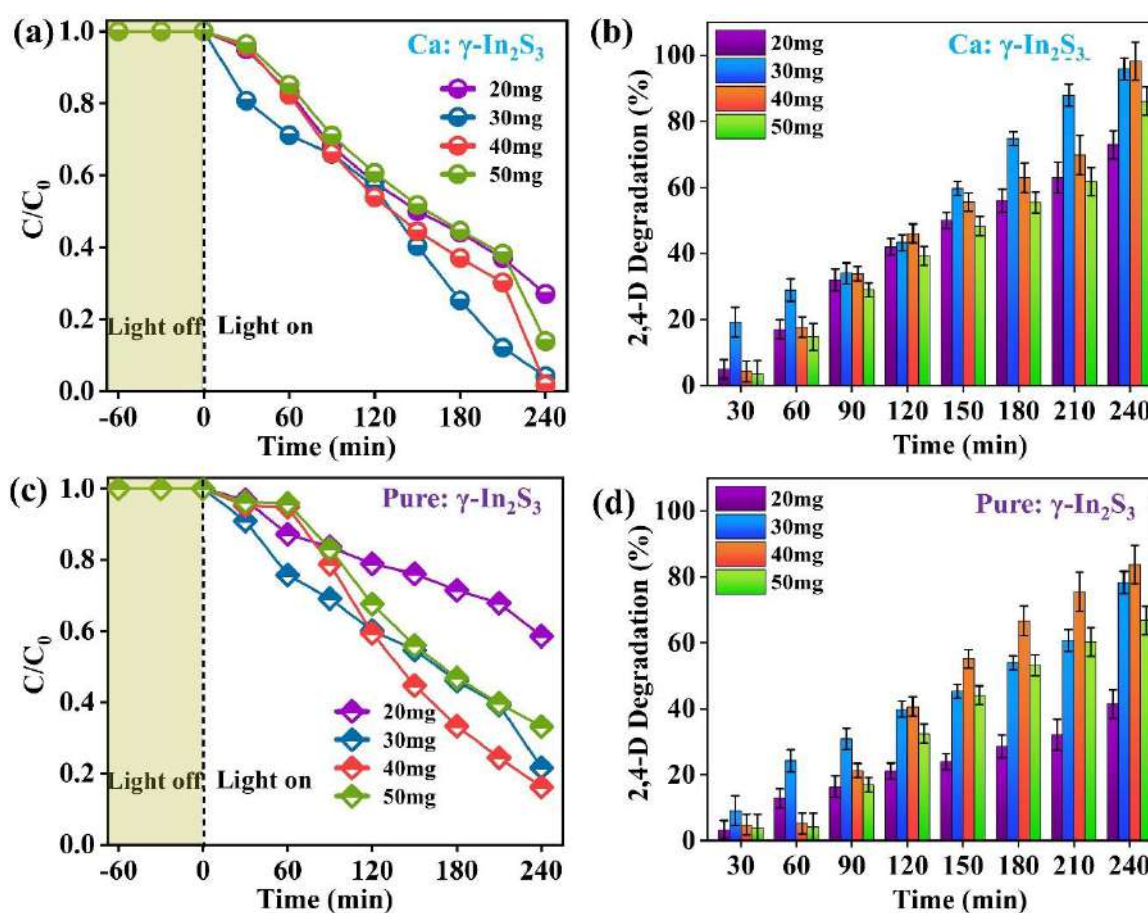 (a)
Ca: γ-In₂S₃
20mg
30mg
40mg
50mg
C/C₀
1.0
0.8
0.6
0.4
0.2
0.0
Light off
Light on
-60
0
60
120
180
240
Time (min)
(b)
Ca: γ-In₂S₃
20mg
30mg
40mg
50mg
2,4-D Degradation (%)
100
80
60
40
20
0
30
60
90
120
150
180
210
240
Time (min)
(c)
Pure: γ-In₂S₃
C/C₀
1.0
0.8
0.6
0.4
0.2
0.0
20mg
30mg
40mg
50mg
Light off
Light on
-60
0
60
120
180
240
Time (min)
(d)
Pure: γ-In₂S₃
20mg
30mg
40mg
50mg
2,4-D Degradation (%)
100
80
60
40
20
0
30
60
90
120
150
180
210
240
Time (min)